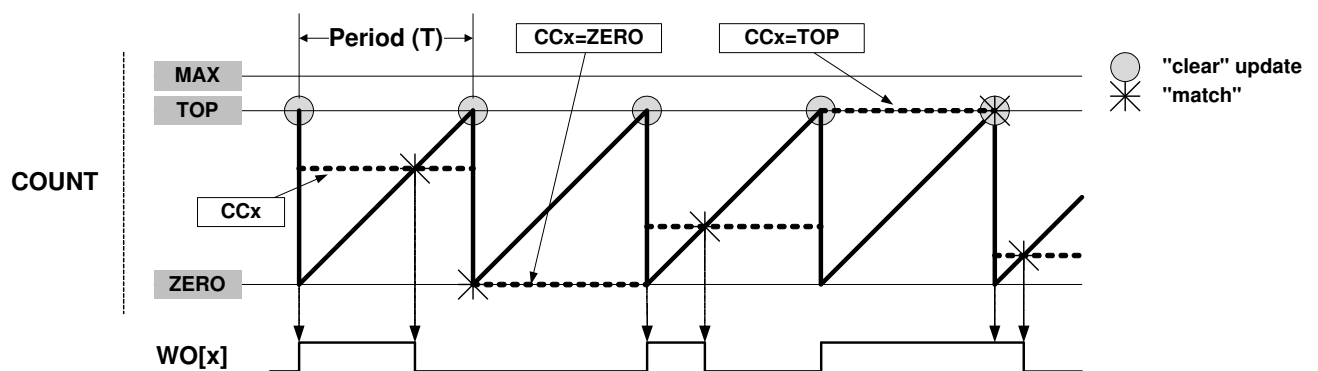 Period (T)
CCx=ZERO
CCx=TOP
"clear" update
"match"
MAX
TOP
COUNT
CCx
ZERO
WO[x]